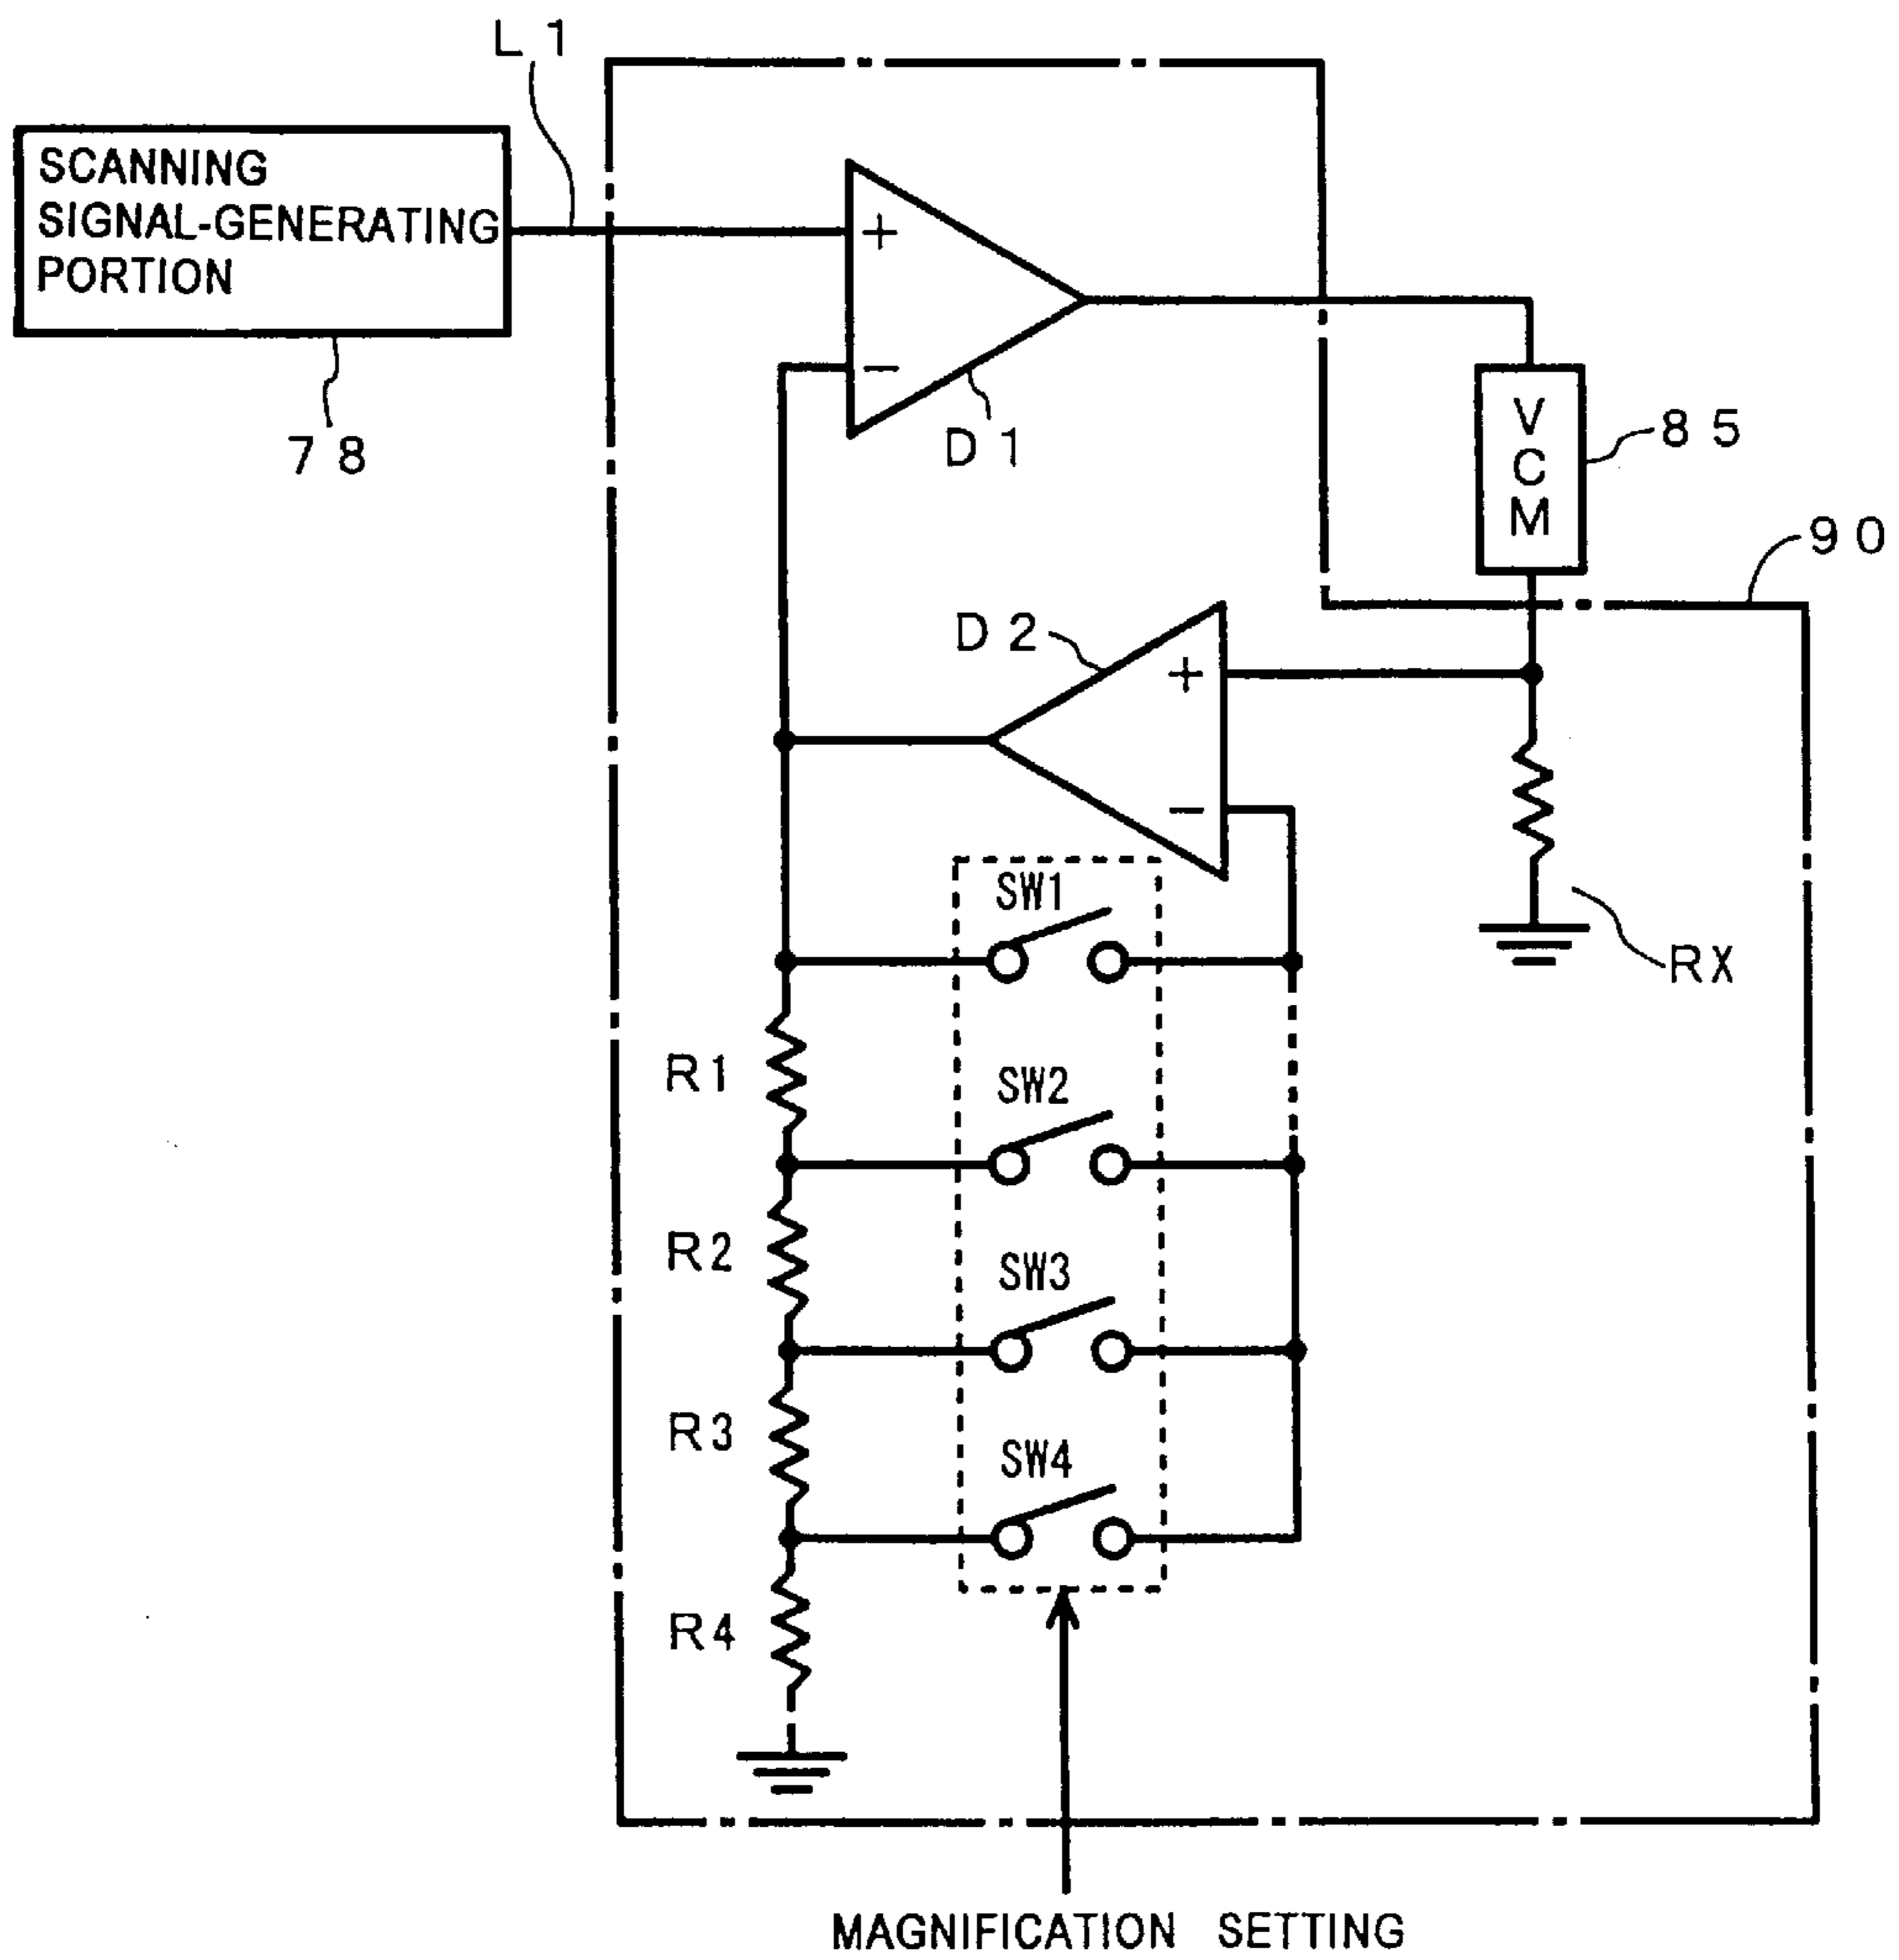 L1
SCANNING
SIGNAL-GENERATING
PORTION
78
+
−
D1
VCM
85
90
D2
+
−
RX
SW1
R1
SW2
R2
SW3
R3
SW4
R4
MAGNIFICATION SETTING